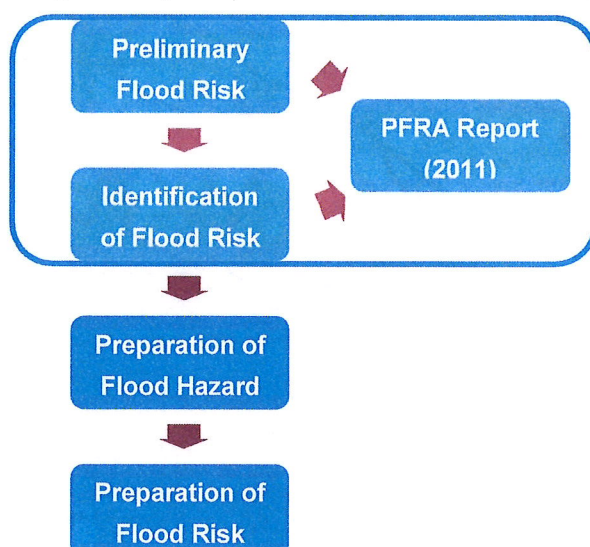 Preliminary
Flood Risk
PFRA Report
(2011)
Identification
of Flood Risk
Preparation of
Flood Hazard
Preparation of
Flood Risk